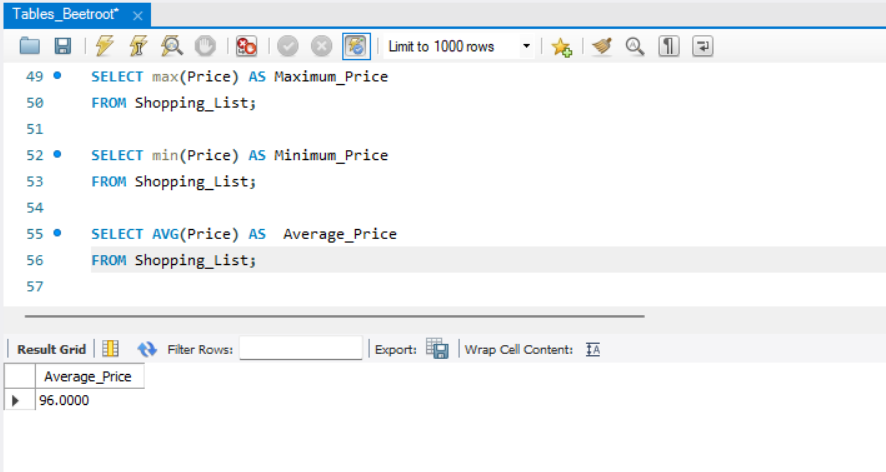 Tables_Beetroot*
Limit to 1000 rows
49 SELECT max(Price) AS Maximum_Price
50 FROM Shopping_List;
51
52 SELECT min(Price) AS Minimum_Price
53 FROM Shopping_List;
54
55 SELECT AVG(Price) AS  Average_Price
56 FROM Shopping_List;
57
Result Grid Filter Rows: Export: Wrap Cell Content: IA
Average_Price
96.0000